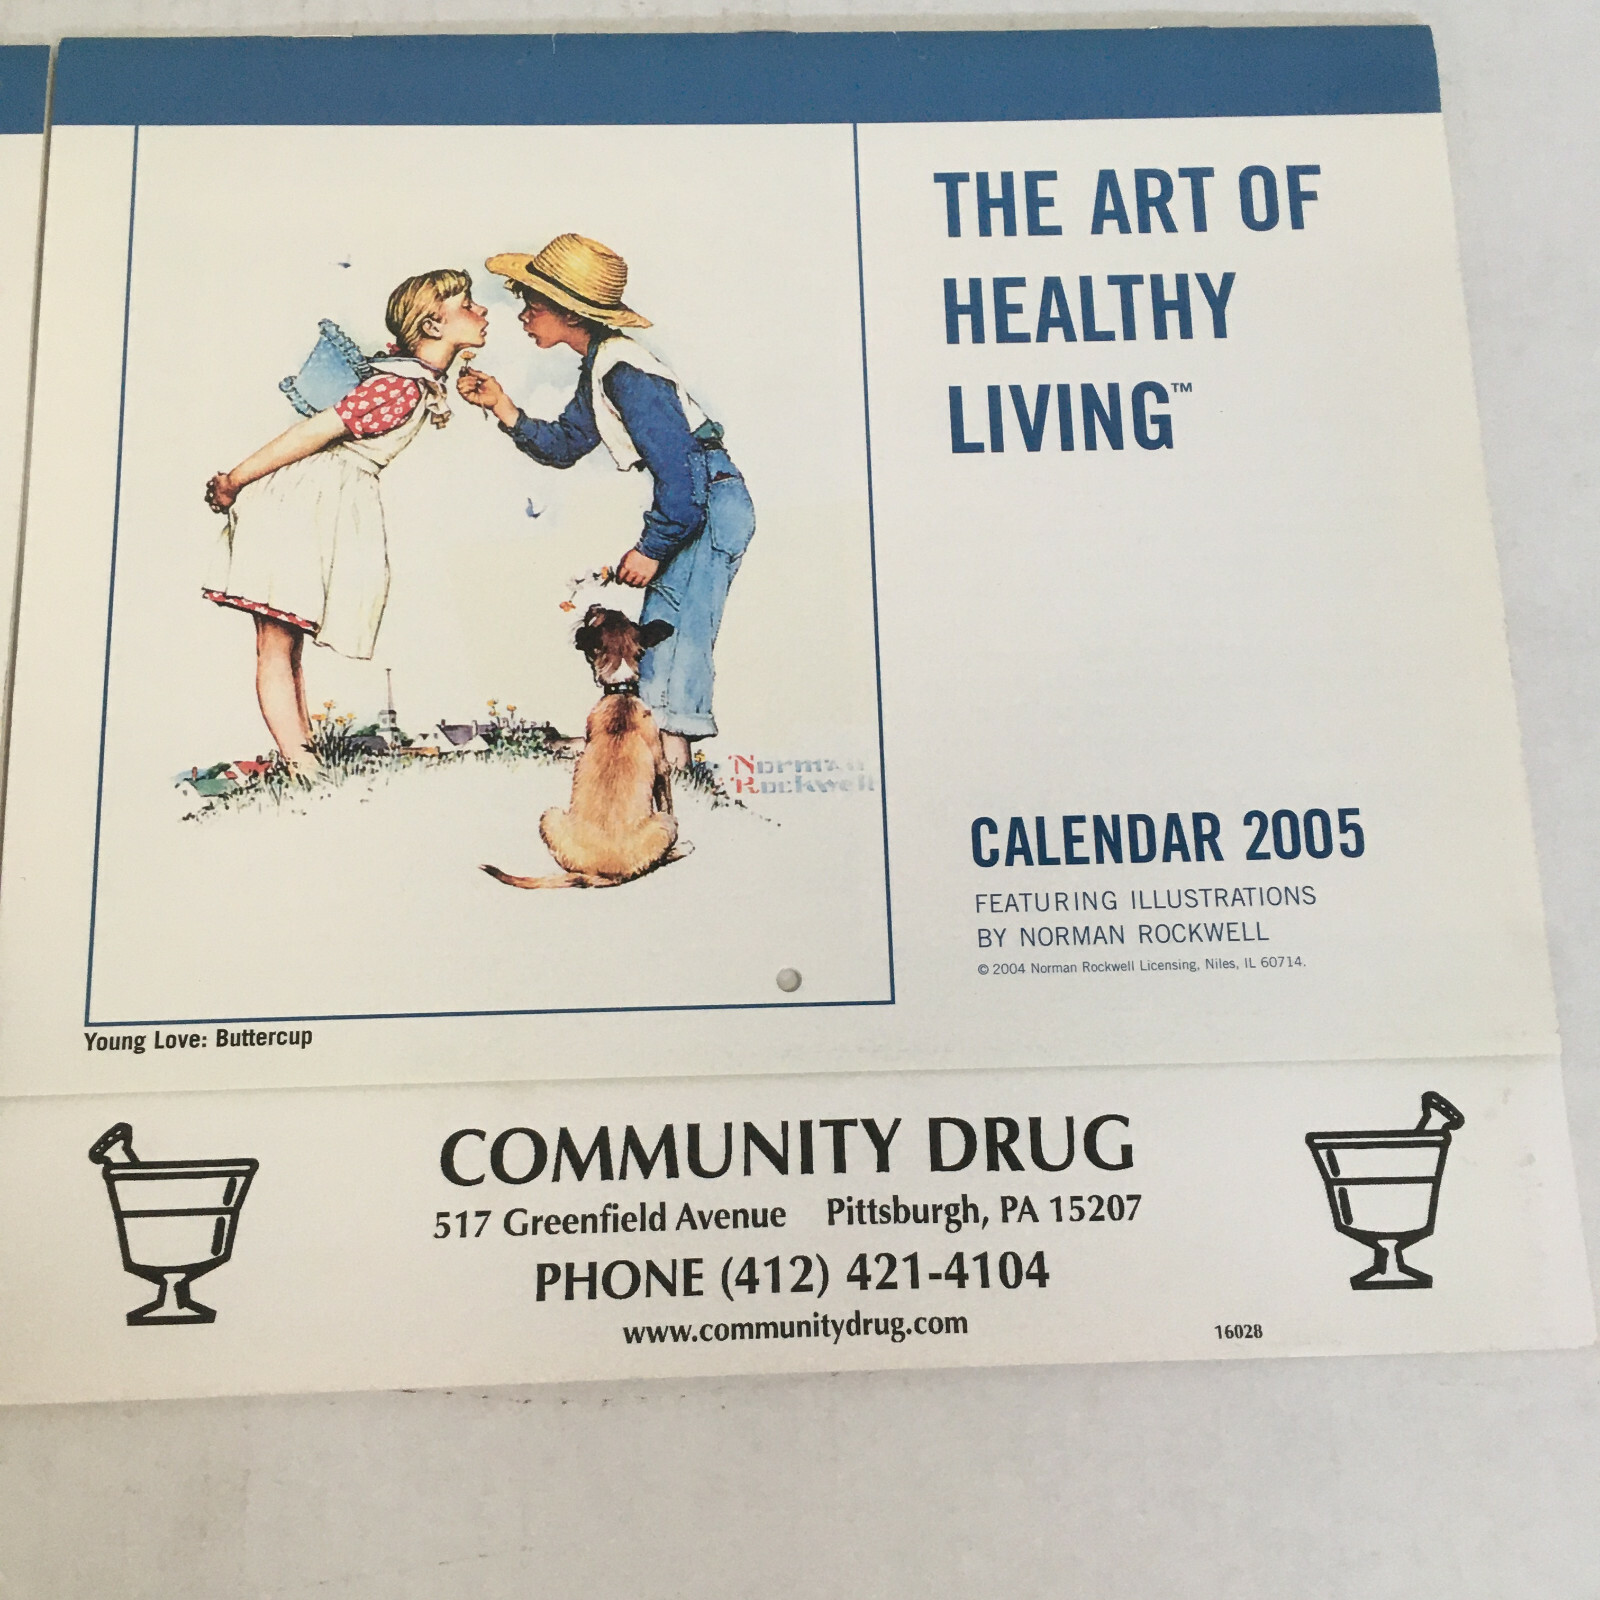 THE ART OF
HEALTHY
LIVING™
Norman
Rockwell
CALENDAR 2005
FEATURING ILLUSTRATIONS
BY NORMAN ROCKWELL
© 2004 Norman Rockwell Licensing, Niles, IL 60714.
Young Love: Buttercup
COMMUNITY DRUG
517 Greenfield Avenue Pittsburgh, PA 15207
PHONE (412) 421-4104
www.communitydrug.com
16028